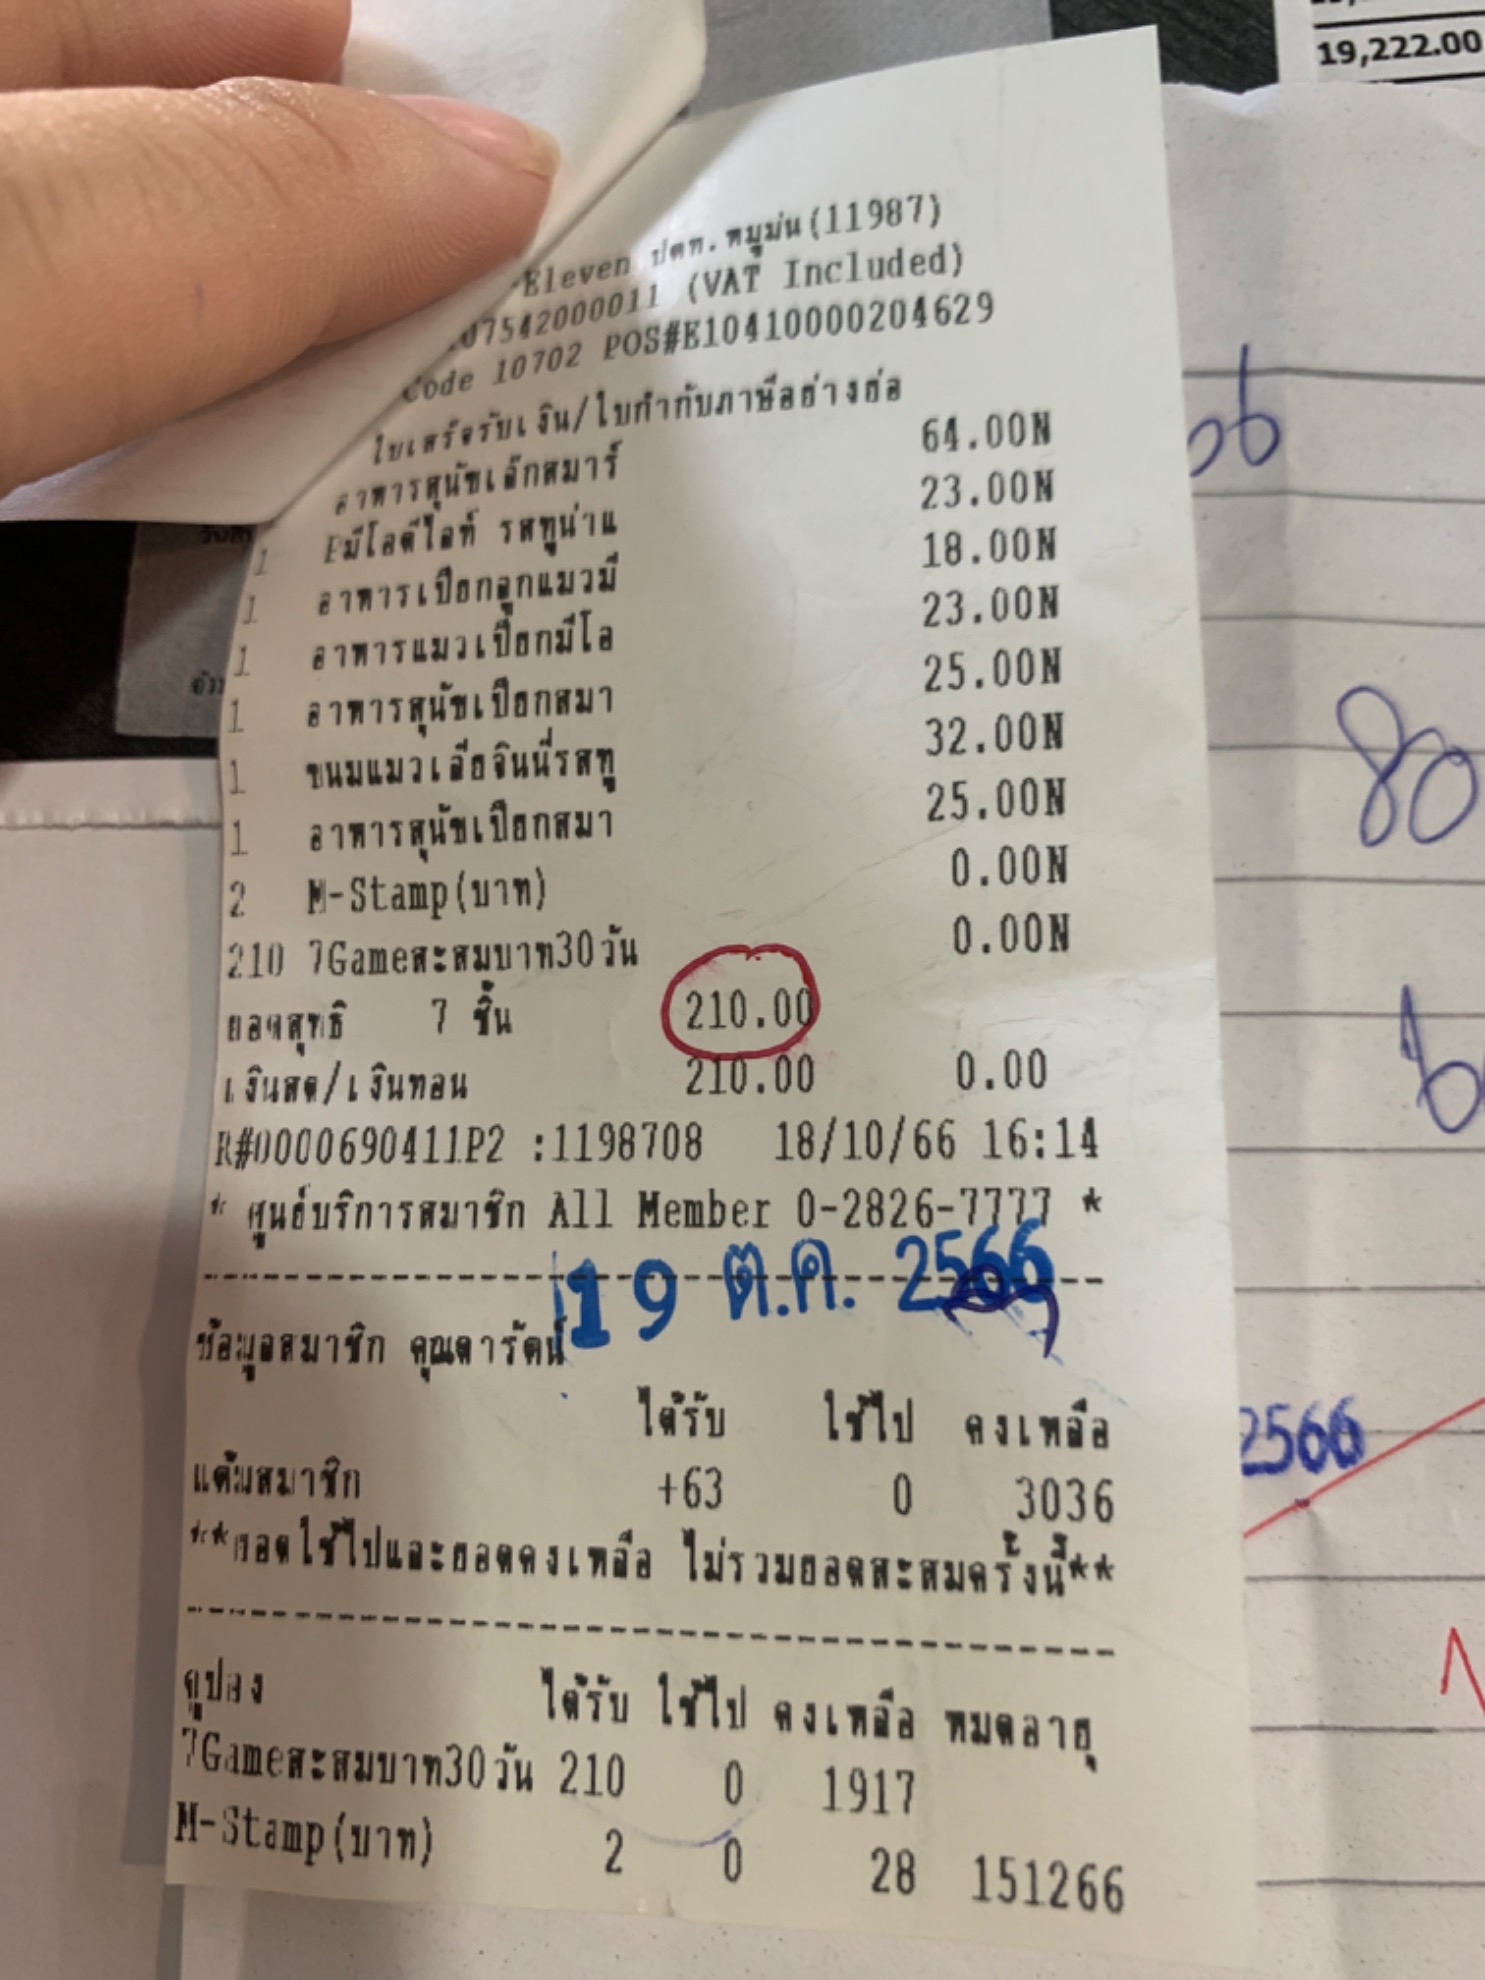 19,222.00
-Eleven ปตท.หมูม่น(11987)
07542000011 (VAT Included)
Code 10702 POS#E10410000204629
ใบเสร็จรับเงิน/ใบกำกับภาษีอย่างย่อ
อาหารสุนัขเล็กสมาร์ 64.00N
1 Pมีโอดีไลท์ รสทูน่าแ 23.00N
1 อาหารเปียกลูกแมวมี 18.00N
1 อาหารแมวเปียกมีโอ 23.00N
1 อาหารสุนัขเปียกสมา 25.00N
1 ขนมแมวเลียจินนี่รสทู 32.00N
1 อาหารสุนัขเปียกสมา 25.00N
2 M-Stamp(บาท) 0.00N
210 7Gameสะสมบาท30วัน 0.00N
ยอดสุทธิ 7 ชิ้น 210.00
เงินสด/เงินทอน 210.00 0.00
R#0000690411P2 :1198708 18/10/66 16:14
* ศูนย์บริการสมาชิก All Member 0-2826-7777 *
19 ต.ค. 2566
ข้อมูลสมาชิก คุณดารัตน์
ได้รับ ใช้ไป คงเหลือ
แต้มสมาชิก +63 0 3036
**ยอดใช้ไปและยอดคงเหลือ ไม่รวมยอดสะสมครั้งนี้**
คูปอง ได้รับ ใช้ไป คงเหลือ หมดอายุ
7Gameสะสมบาท30วัน 210 0 1917
M-Stamp(บาท) 2 0 28 151266
80
2566